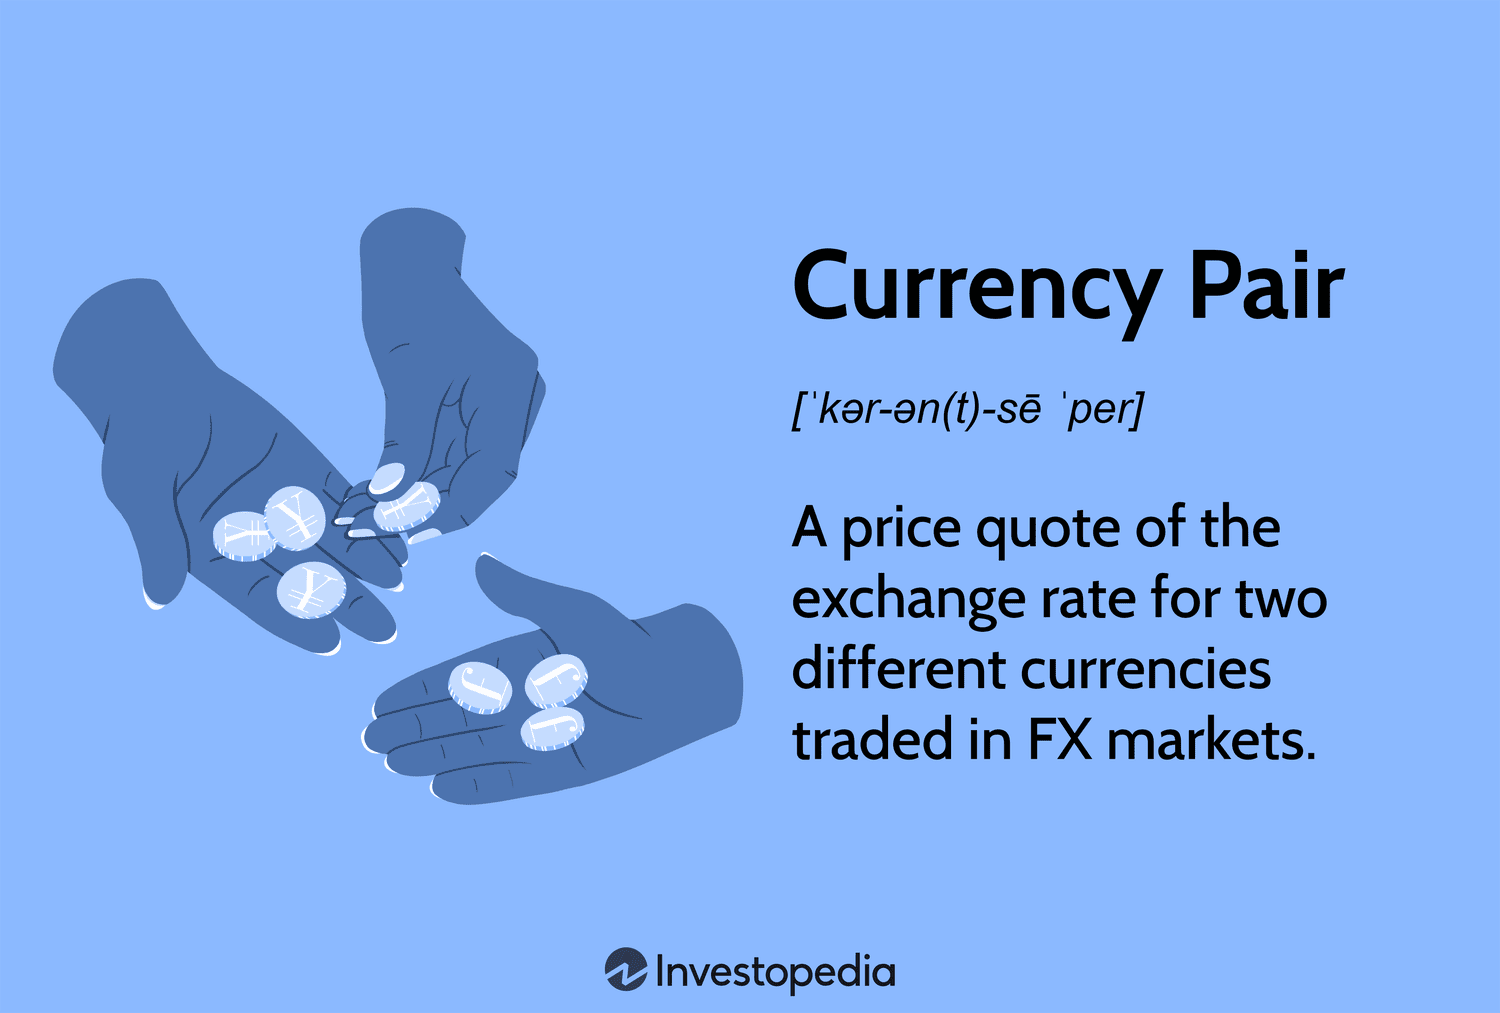 Currency Pair
[ˈkər-ən(t)-sē ˈper]
A price quote of the
exchange rate for two
different currencies
traded in FX markets.
Investopedia